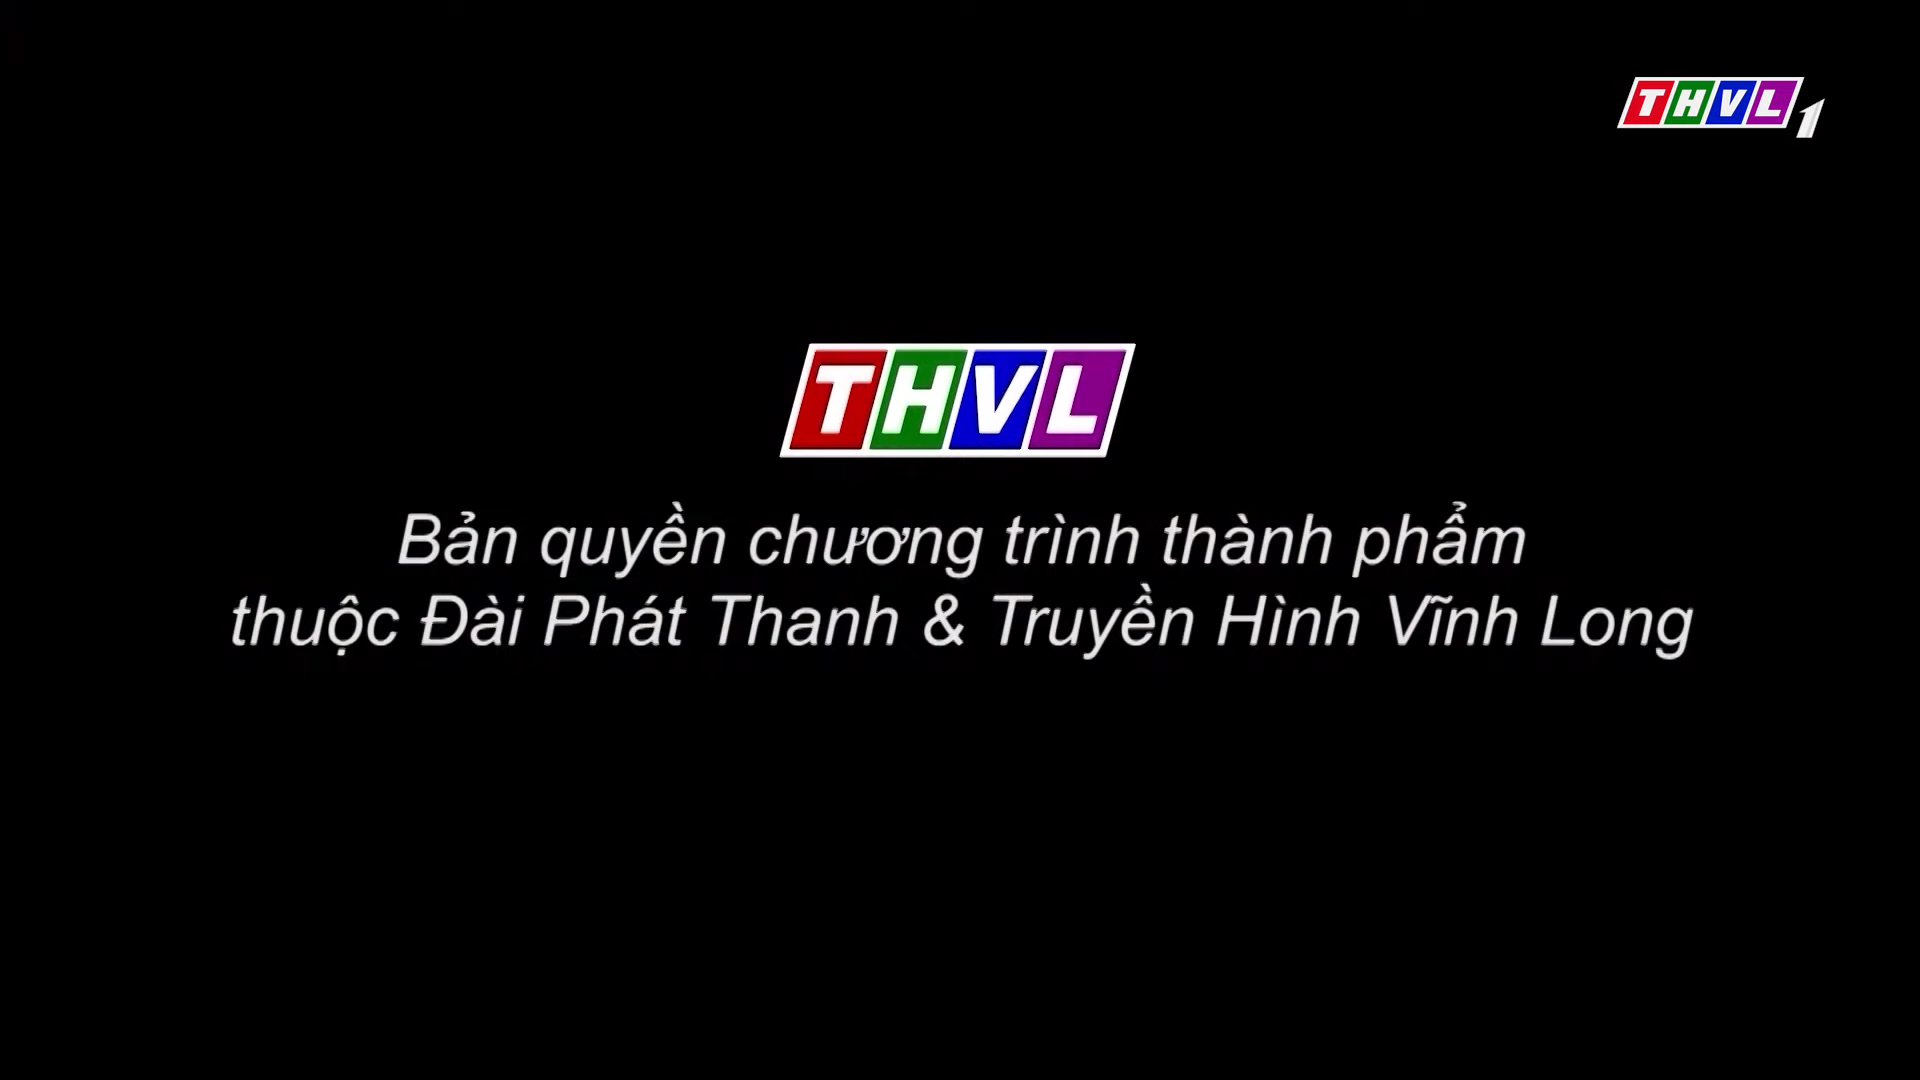 THVL1
THVL
Bản quyền chương trình thành phẩm
thuộc Đài Phát Thanh & Truyền Hình Vĩnh Long